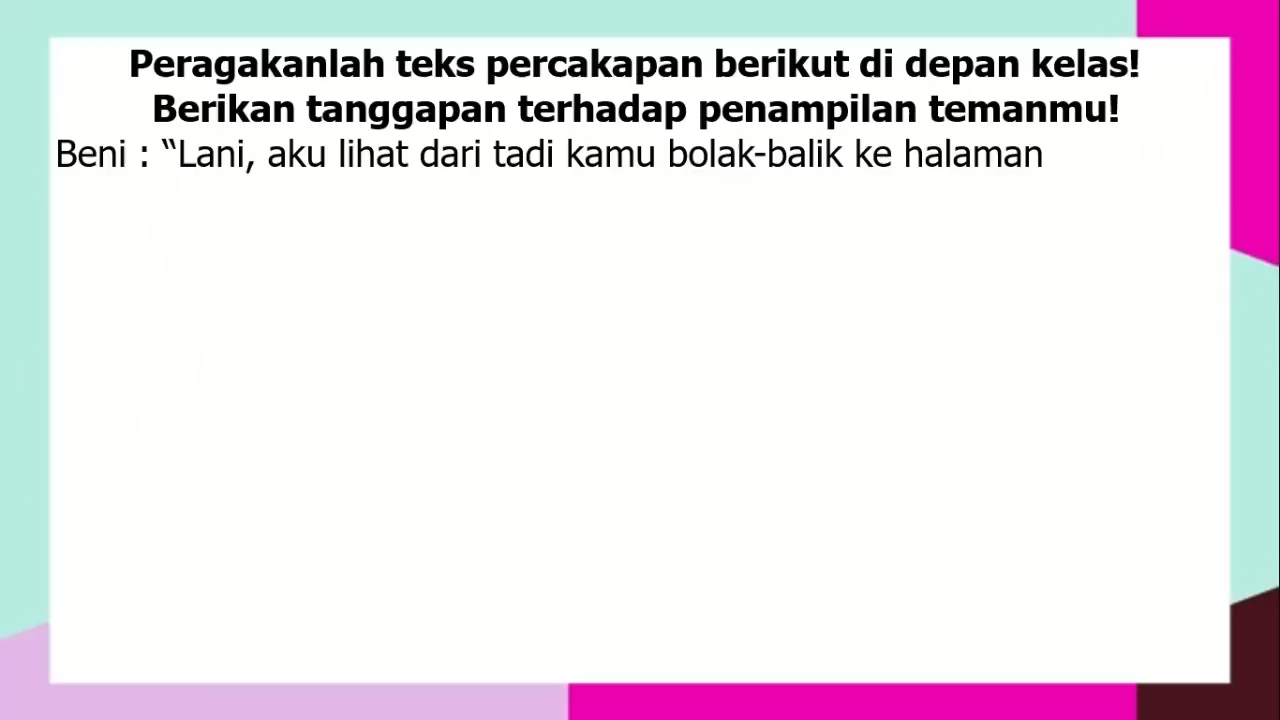 Peragakanlah teks percakapan berikut di depan kelas!
Berikan tanggapan terhadap penampilan temanmu!
Beni : “Lani, aku lihat dari tadi kamu bolak-balik ke halaman